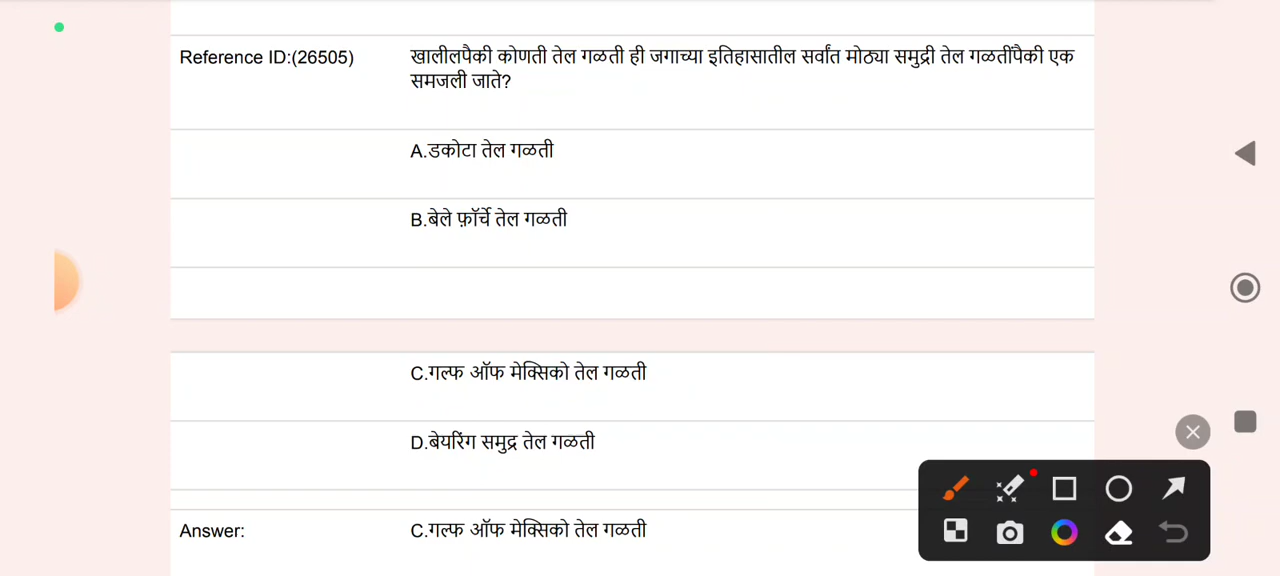 Reference ID:(26505) खालीलपैकी कोणती तेल गळती ही जगाच्या इतिहासातील सर्वांत मोठ्या समुद्री तेल गळतींपैकी एक
समजली जाते?
A.डकोटा तेल गळती
B.बेले फ़ॉर्चे तेल गळती
C.गल्फ ऑफ मेक्सिको तेल गळती
D.बेयरिंग समुद्र तेल गळती
Answer: C.गल्फ ऑफ मेक्सिको तेल गळती